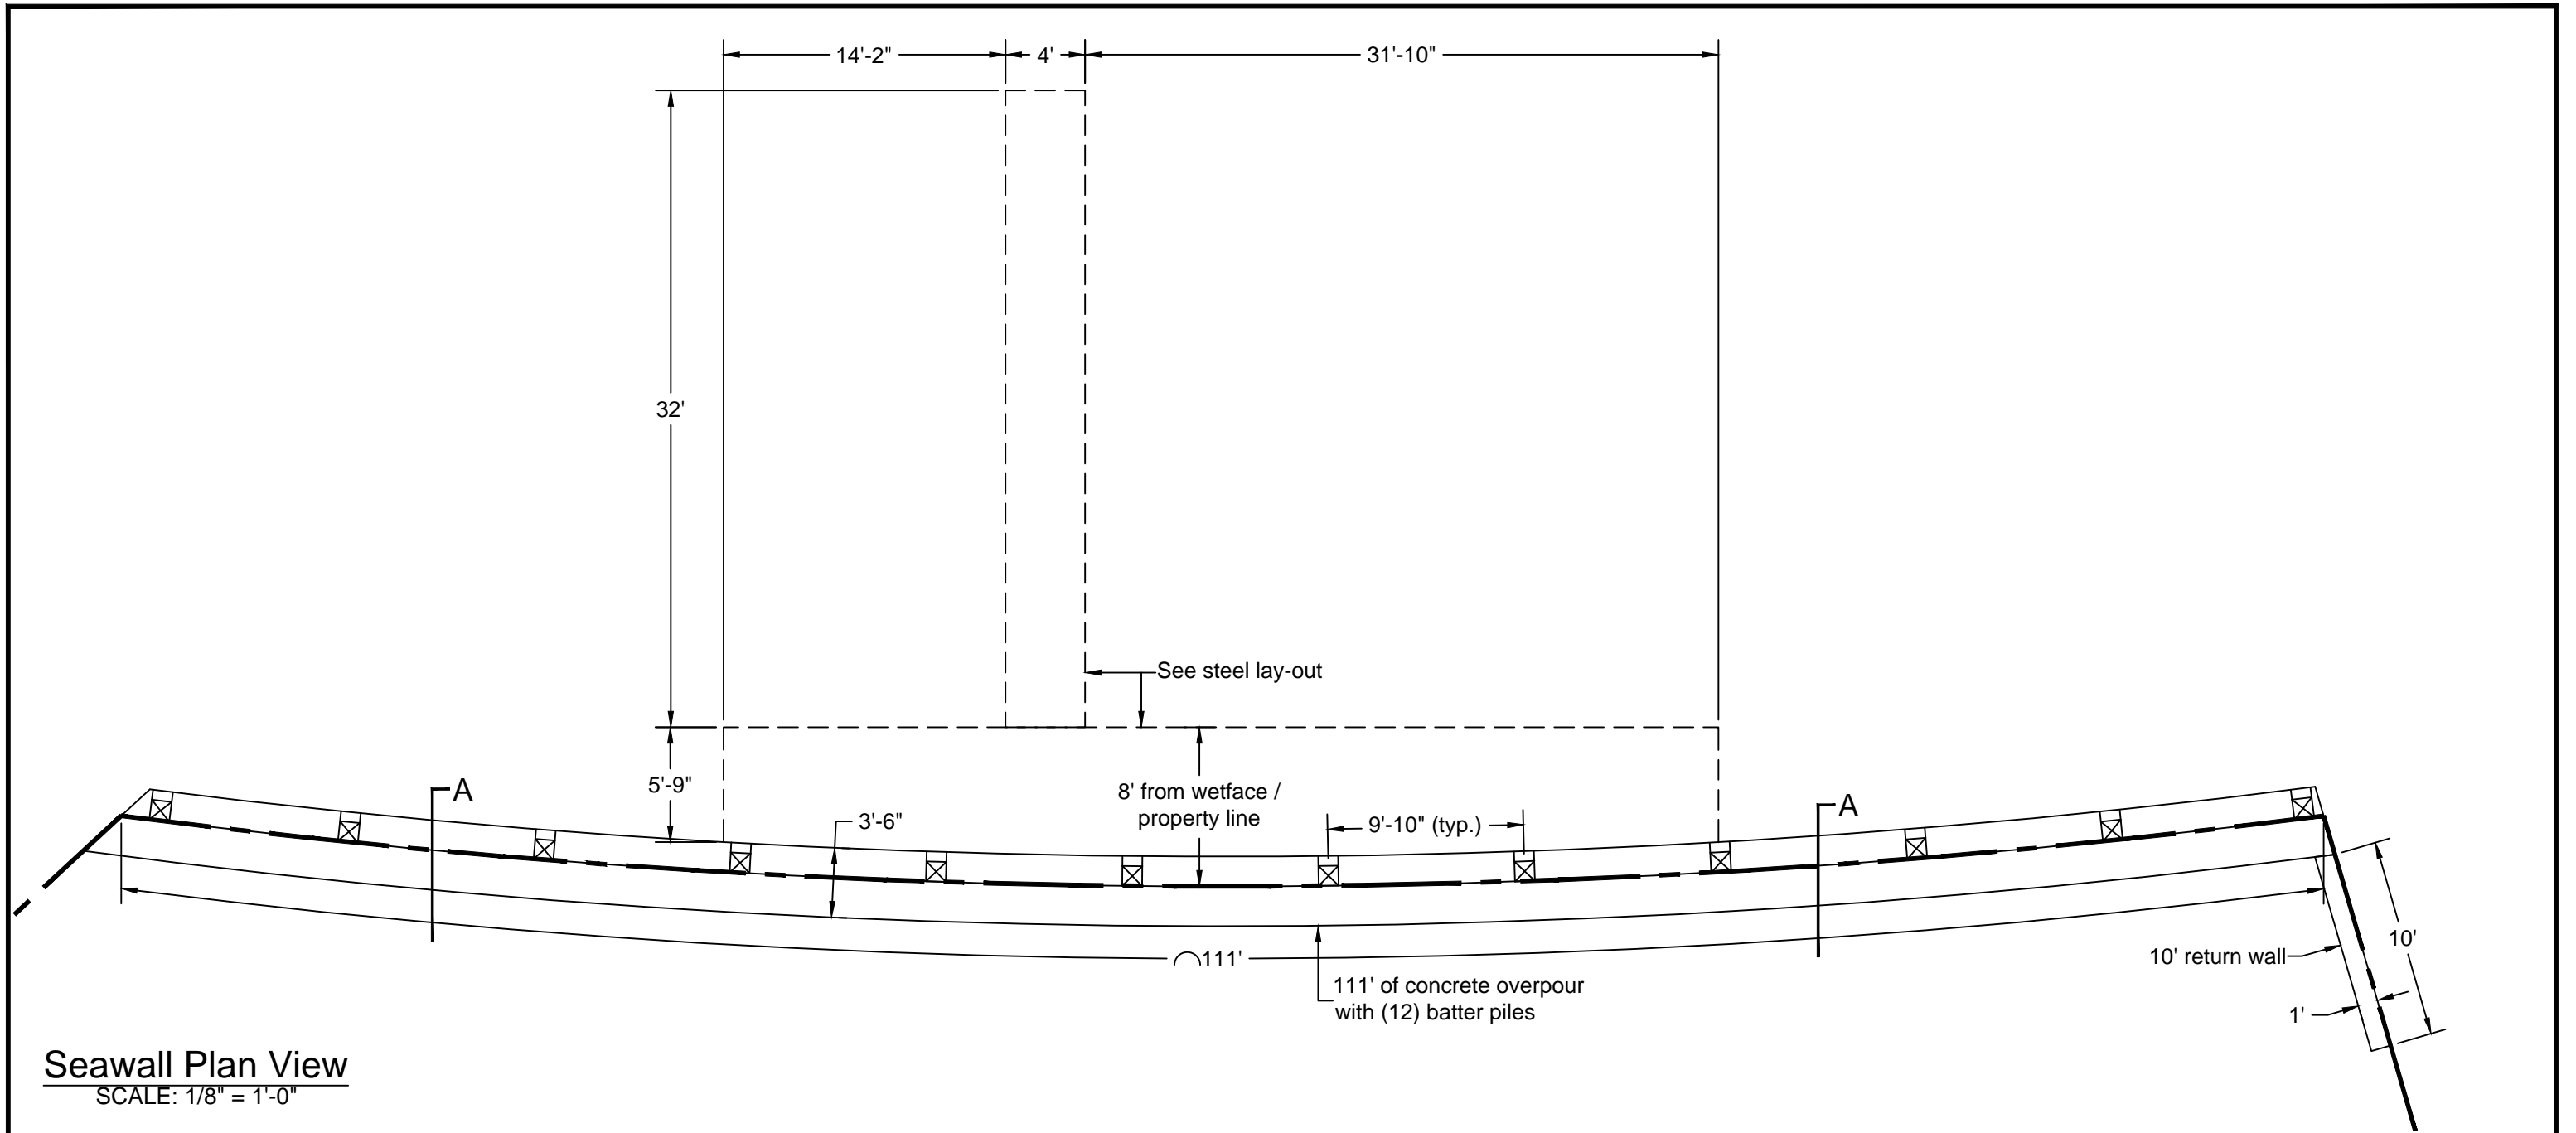 14'-2"
4'
31'-10"
32'
See steel lay-out
5'-9"
8' from wetface /
property line
A
3'-6"
9'-10" (typ.)
A
111'
111' of concrete overpour
with (12) batter piles
10' return wall
10'
1'
Seawall Plan View
SCALE: 1/8" = 1'-0"